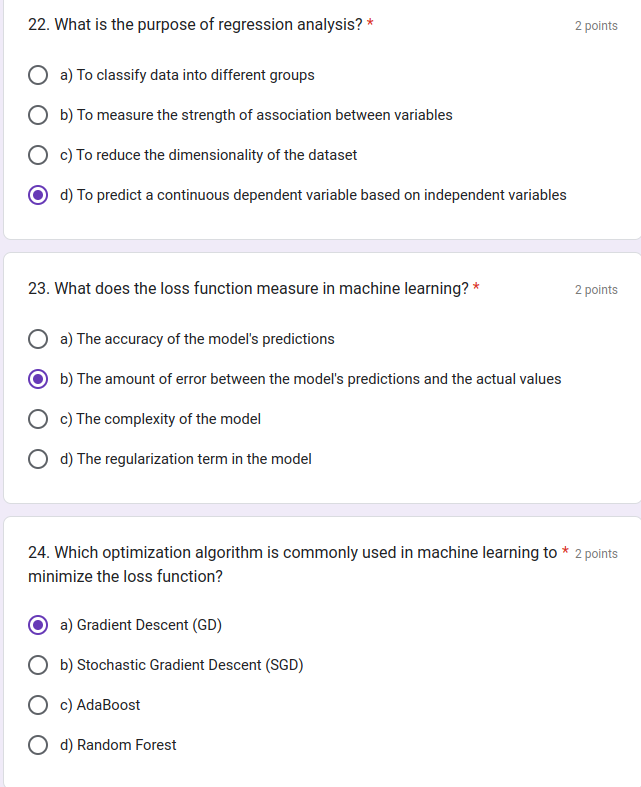 22. What is the purpose of regression analysis? *
2 points
a) To classify data into different groups
b) To measure the strength of association between variables
c) To reduce the dimensionality of the dataset
d) To predict a continuous dependent variable based on independent variables
23. What does the loss function measure in machine learning? *
2 points
a) The accuracy of the model's predictions
b) The amount of error between the model's predictions and the actual values
c) The complexity of the model
d) The regularization term in the model
24. Which optimization algorithm is commonly used in machine learning to * 2 points
minimize the loss function?
a) Gradient Descent (GD)
b) Stochastic Gradient Descent (SGD)
c) AdaBoost
d) Random Forest